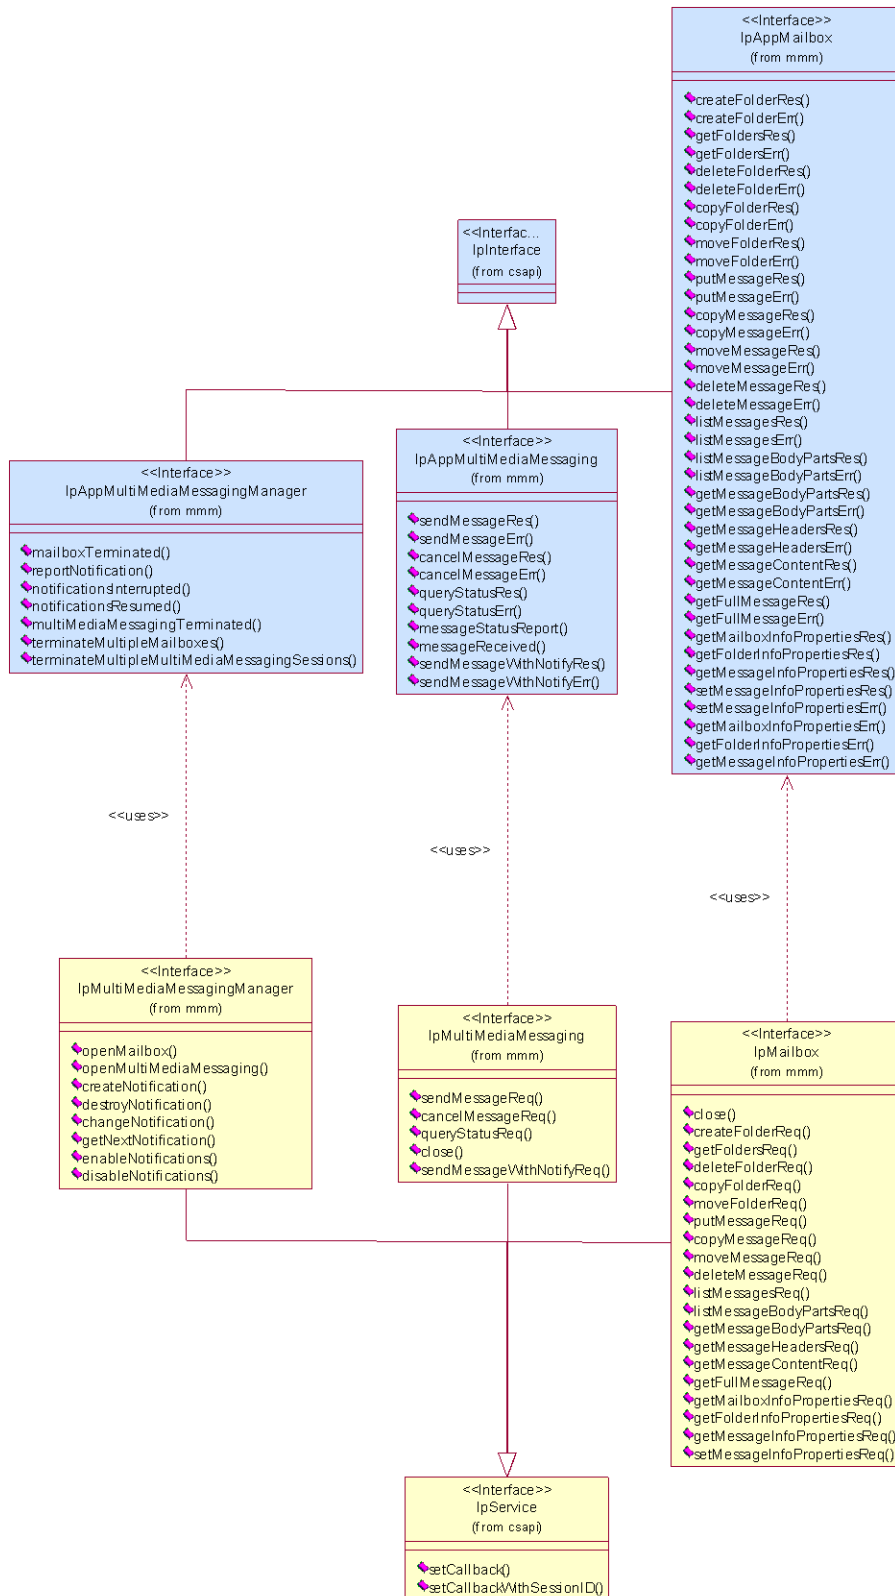 <<Interface>>
IpAppMailbox
(from mmm)
createFolderRes()
createFolderErr()
getFoldersRes()
getFoldersErr()
deleteFolderRes()
deleteFolderErr()
copyFolderRes()
copyFolderErr()
moveFolderRes()
moveFolderErr()
putMessageRes()
putMessageErr()
copyMessageRes()
copyMessageErr()
moveMessageRes()
moveMessageErr()
deleteMessageRes()
deleteMessageErr()
listMessagesRes()
listMessagesErr()
listMessageBodyPartsRes()
listMessageBodyPartsErr()
getMessageBodyPartsRes()
getMessageBodyPartsErr()
getMessageHeadersRes()
getMessageHeadersErr()
getMessageContentRes()
getMessageContentErr()
getFullMessageRes()
getFullMessageErr()
getMailboxInfoPropertiesRes()
getFolderInfoPropertiesRes()
getMessageInfoPropertiesRes()
setMessageInfoPropertiesRes()
setMessageInfoPropertiesErr()
getMailboxInfoPropertiesErr()
getFolderInfoPropertiesErr()
getMessageInfoPropertiesErr()
<<Interfac...
IpInterface
(from csapi)
<<Interface>>
IpAppMultiMediaMessagingManager
(from mmm)
mailboxTerminated()
reportNotification()
notificationsInterrupted()
notificationsResumed()
multiMediaMessagingTerminated()
terminateMultipleMailboxes()
terminateMultipleMultiMediaMessagingSessions()
<<Interface>>
IpAppMultiMediaMessaging
(from mmm)
sendMessageRes()
sendMessageErr()
cancelMessageRes()
cancelMessageErr()
queryStatusRes()
queryStatusErr()
messageStatusReport()
messageReceived()
sendMessageWithNotifyRes()
sendMessageWithNotifyErr()
<<uses>>
<<uses>>
<<uses>>
<<Interface>>
IpMultiMediaMessagingManager
(from mmm)
openMailbox()
openMultiMediaMessaging()
createNotification()
destroyNotification()
changeNotification()
getNextNotification()
enableNotifications()
disableNotifications()
<<Interface>>
IpMultiMediaMessaging
(from mmm)
sendMessageReq()
cancelMessageReq()
queryStatusReq()
close()
sendMessageWithNotifyReq()
<<Interface>>
IpMailbox
(from mmm)
close()
createFolderReq()
getFoldersReq()
deleteFolderReq()
copyFolderReq()
moveFolderReq()
putMessageReq()
copyMessageReq()
moveMessageReq()
deleteMessageReq()
listMessagesReq()
listMessageBodyPartsReq()
getMessageBodyPartsReq()
getMessageHeadersReq()
getMessageContentReq()
getFullMessageReq()
getMailboxInfoPropertiesReq()
getFolderInfoPropertiesReq()
getMessageInfoPropertiesReq()
setMessageInfoPropertiesReq()
<<Interface>>
IpService
(from csapi)
setCallback()
setCallbackWithSessionID()